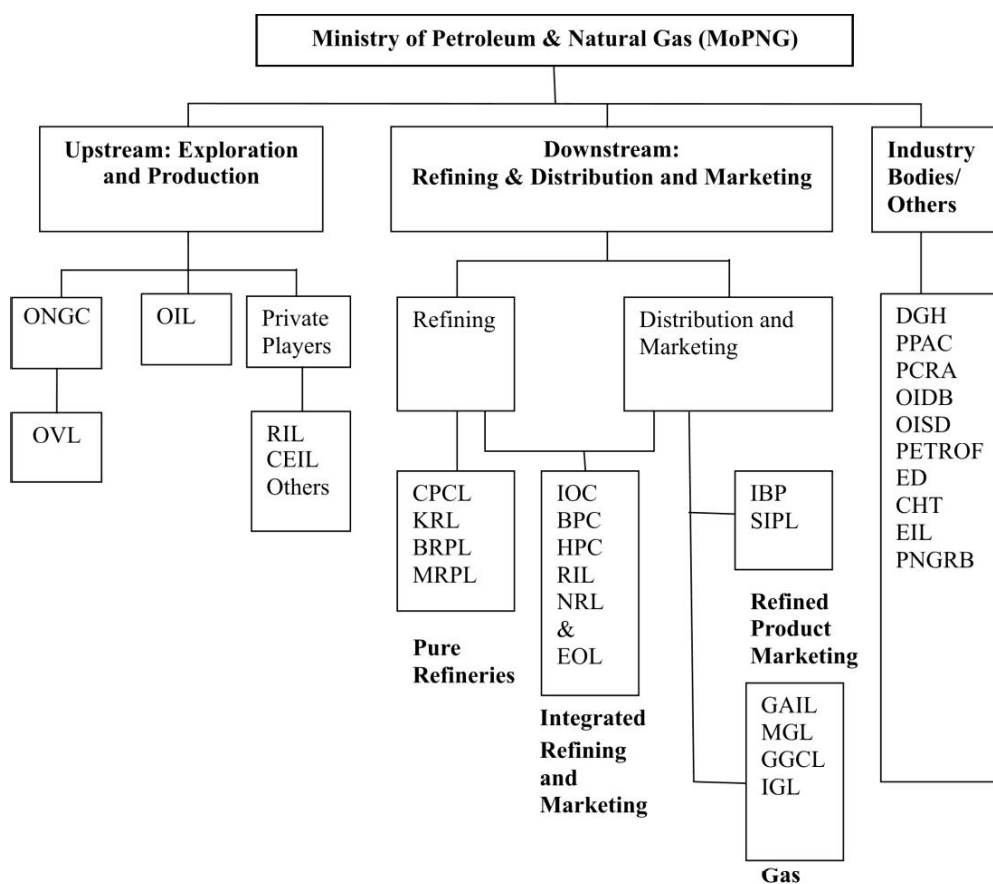 Ministry of Petroleum & Natural Gas (MoPNG)
Upstream: Exploration
and Production
Downstream:
Refining & Distribution and Marketing
Industry
Bodies/
Others
ONGC
OIL
Private
Players
OVL
RIL
CEIL
Others
Refining
Distribution and
Marketing
CPCL
KRL
BRPL
MRPL
Pure
Refineries
IOC
BPC
HPC
RIL
NRL
&
EOL
Integrated
Refining
and
Marketing
IBP
SIPL
Refined
Product
Marketing
GAIL
MGL
GGCL
IGL
Gas
DGH
PPAC
PCRA
OIDB
OISD
PETROF
ED
CHT
EIL
PNGRB